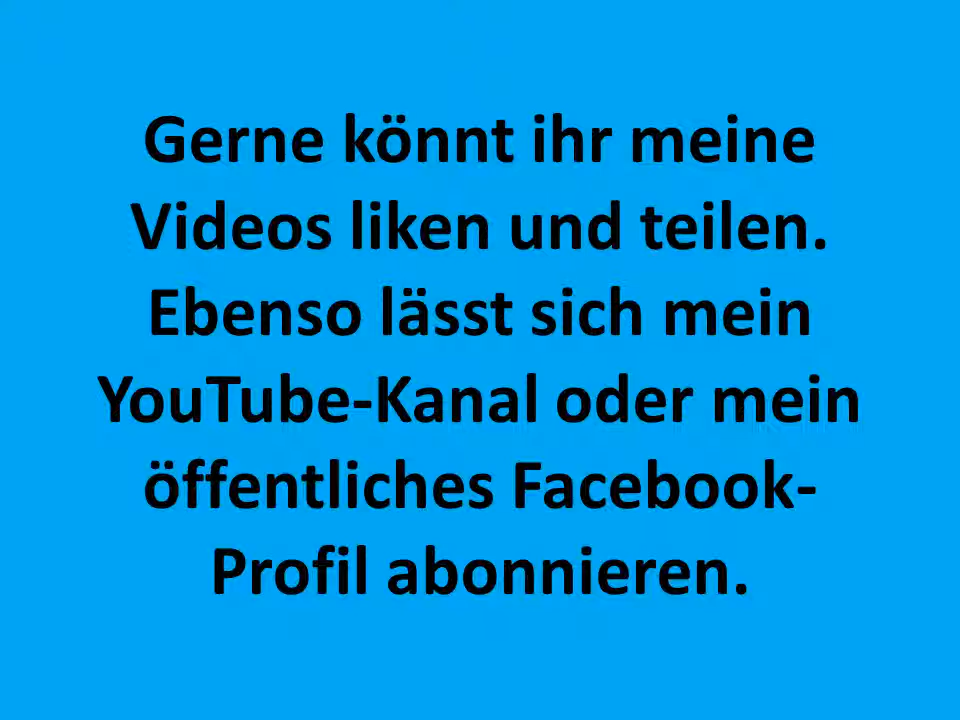 Gerne könnt ihr meine
Videos liken und teilen.
Ebenso lässt sich mein
YouTube-Kanal oder mein
öffentliches Facebook-
Profil abonnieren.